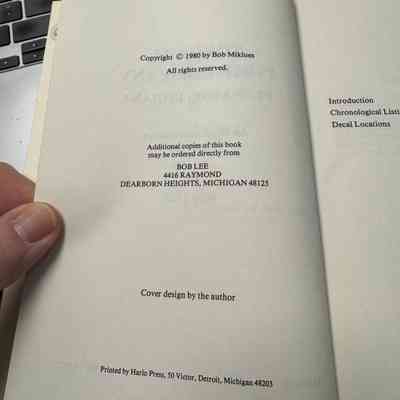 Copyright © 1980 by Bob Miklues
All rights reserved.
Additional copies of this book
may be ordered directly from
BOB LEE
4416 RAYMOND
DEARBORN HEIGHTS, MICHIGAN 48125
Cover design by the author
Printed by Harlo Press, 50 Victor, Detroit, Michigan 48203
Introduction
Chronological Listi
Decal Locations